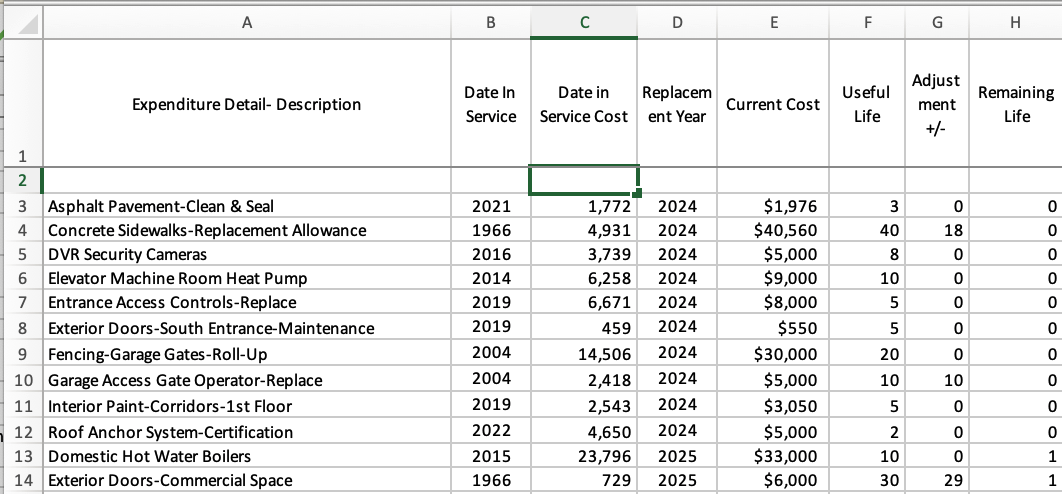 A B C D E F G H
1 Expenditure Detail- Description Date In Service Date in Service Cost Replacem ent Year Current Cost Useful Life Adjust ment +/- Remaining Life
2
3 Asphalt Pavement-Clean & Seal 2021 1,772 2024 $1,976 3 0 0
4 Concrete Sidewalks-Replacement Allowance 1966 4,931 2024 $40,560 40 18 0
5 DVR Security Cameras 2016 3,739 2024 $5,000 8 0 0
6 Elevator Machine Room Heat Pump 2014 6,258 2024 $9,000 10 0 0
7 Entrance Access Controls-Replace 2019 6,671 2024 $8,000 5 0 0
8 Exterior Doors-South Entrance-Maintenance 2019 459 2024 $550 5 0 0
9 Fencing-Garage Gates-Roll-Up 2004 14,506 2024 $30,000 20 0 0
10 Garage Access Gate Operator-Replace 2004 2,418 2024 $5,000 10 10 0
11 Interior Paint-Corridors-1st Floor 2019 2,543 2024 $3,050 5 0 0
12 Roof Anchor System-Certification 2022 4,650 2024 $5,000 2 0 0
13 Domestic Hot Water Boilers 2015 23,796 2025 $33,000 10 0 1
14 Exterior Doors-Commercial Space 1966 729 2025 $6,000 30 29 1